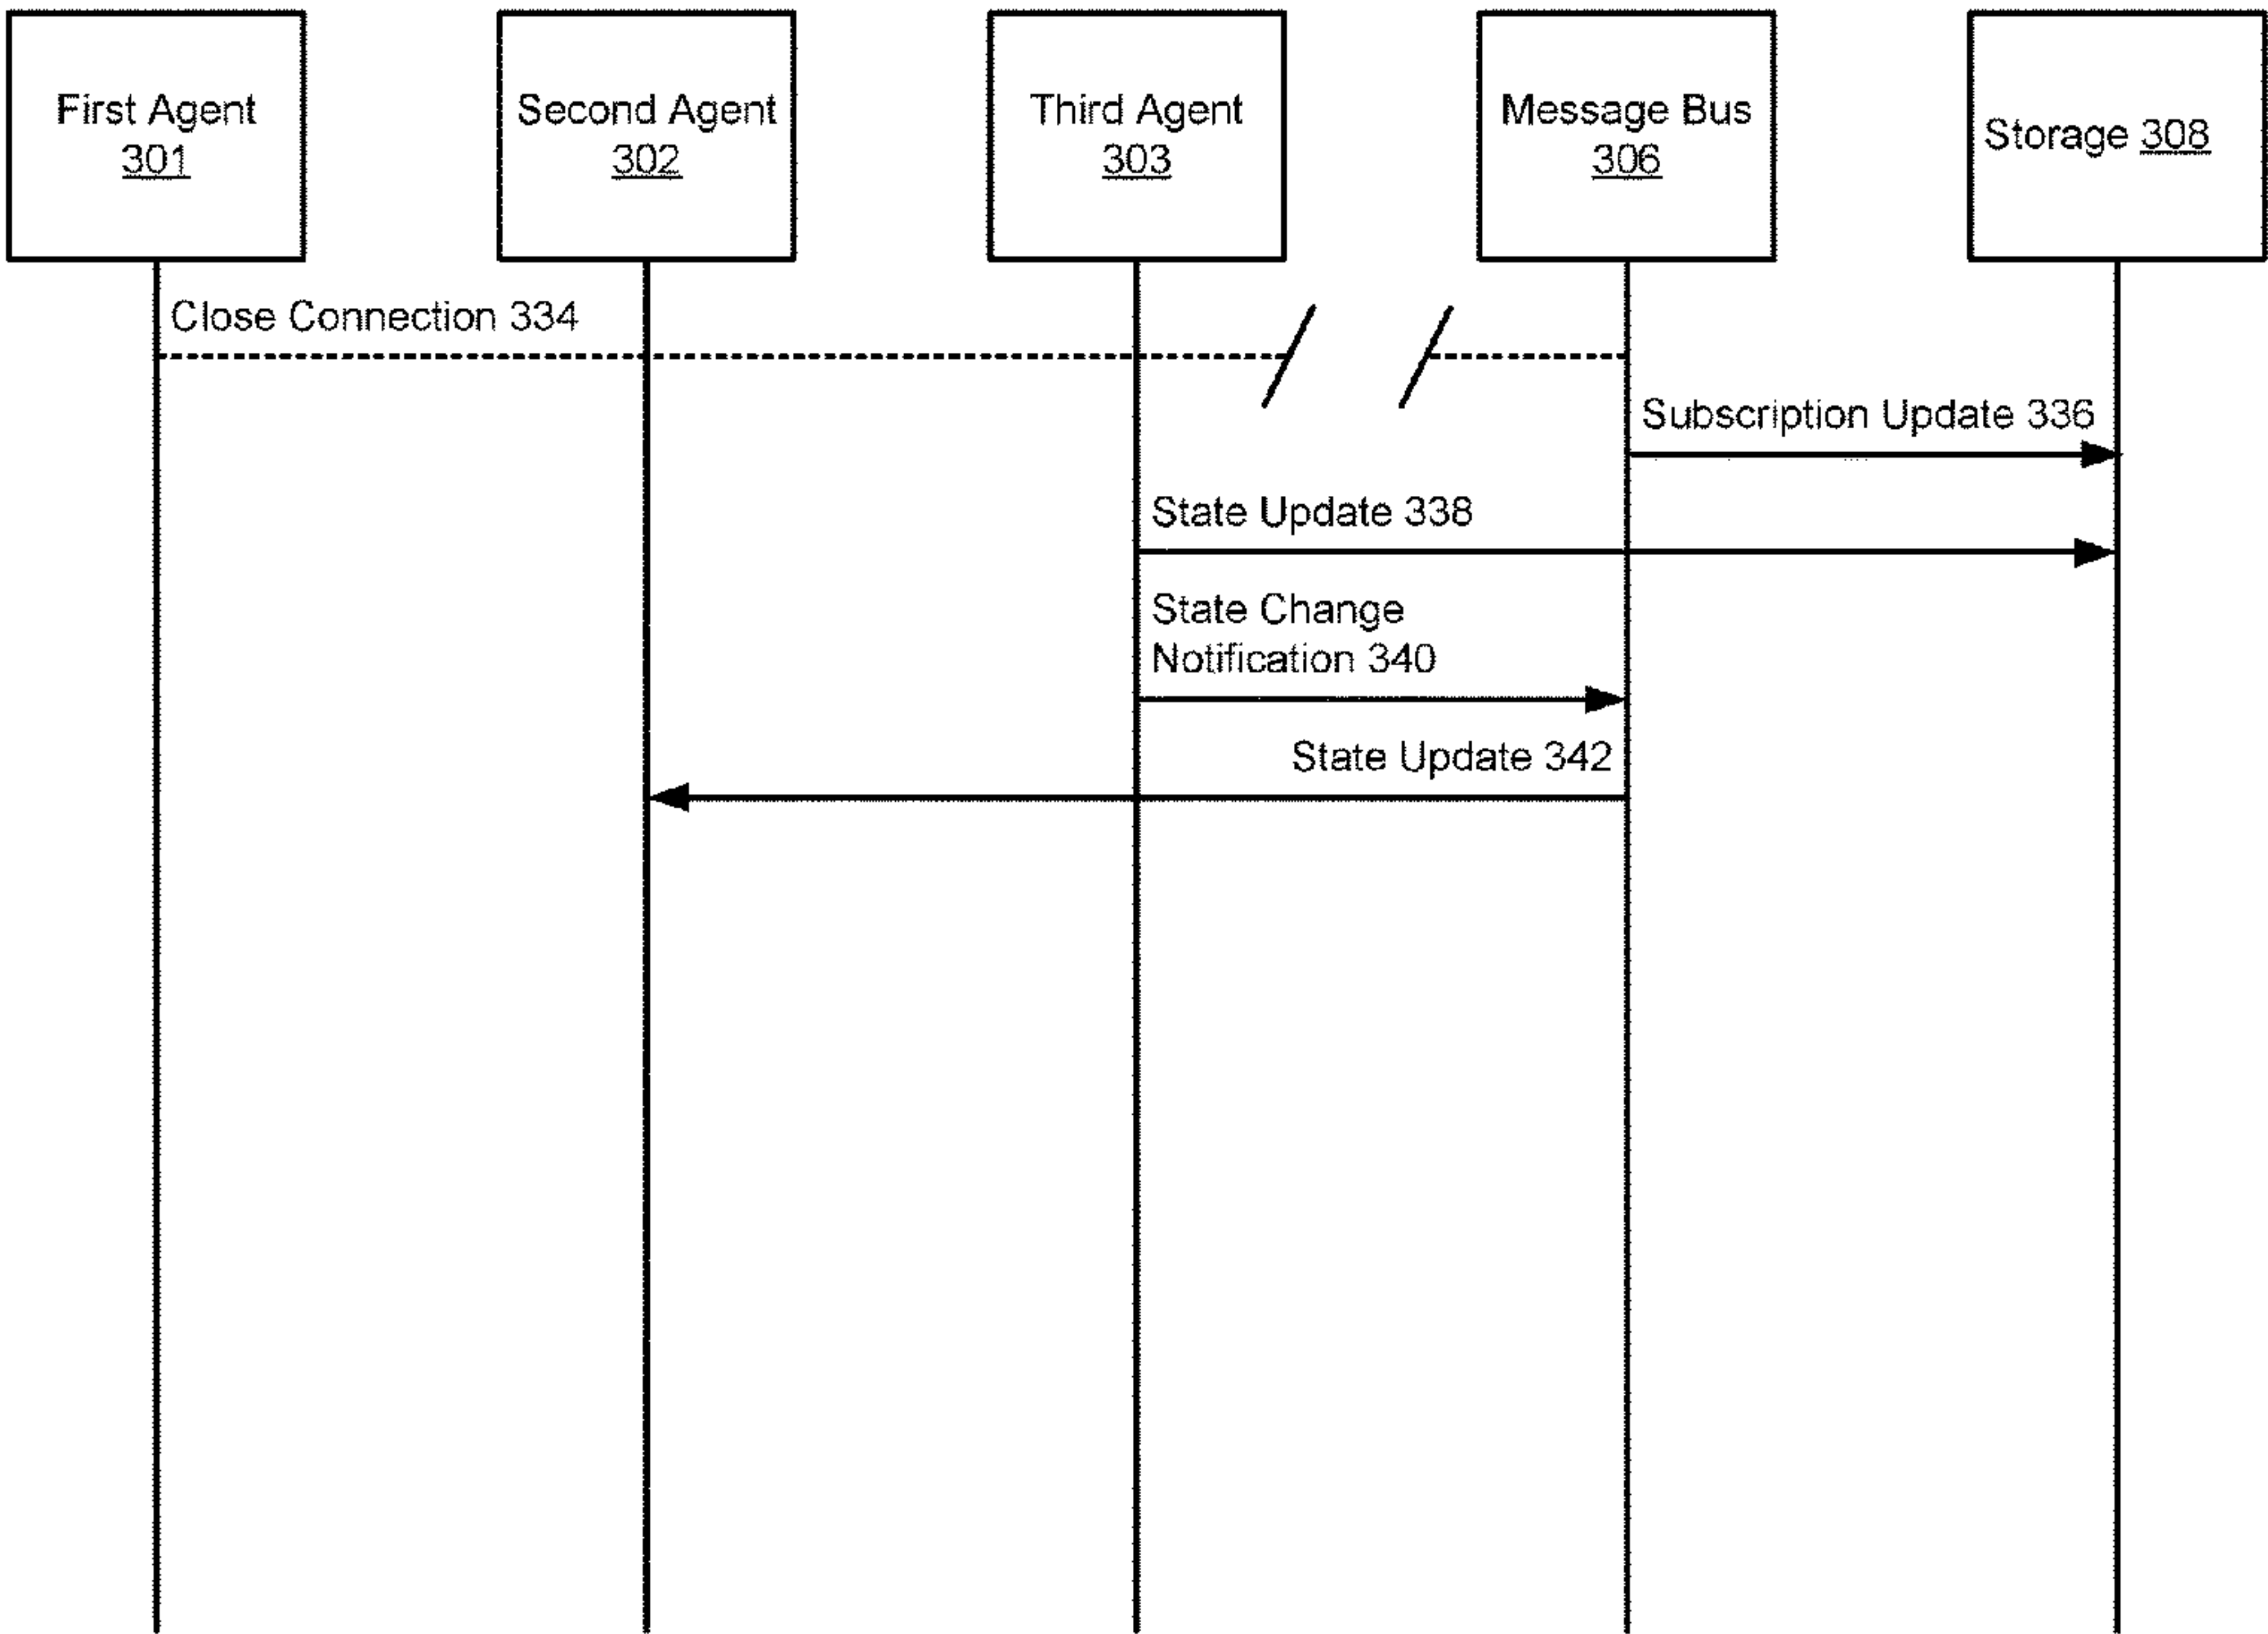 First Agent
301
Second Agent
302
Third Agent
303
Message Bus
306
Storage 308
Close Connection 334
Subscription Update 336
State Update 338
State Change
Notification 340
State Update 342